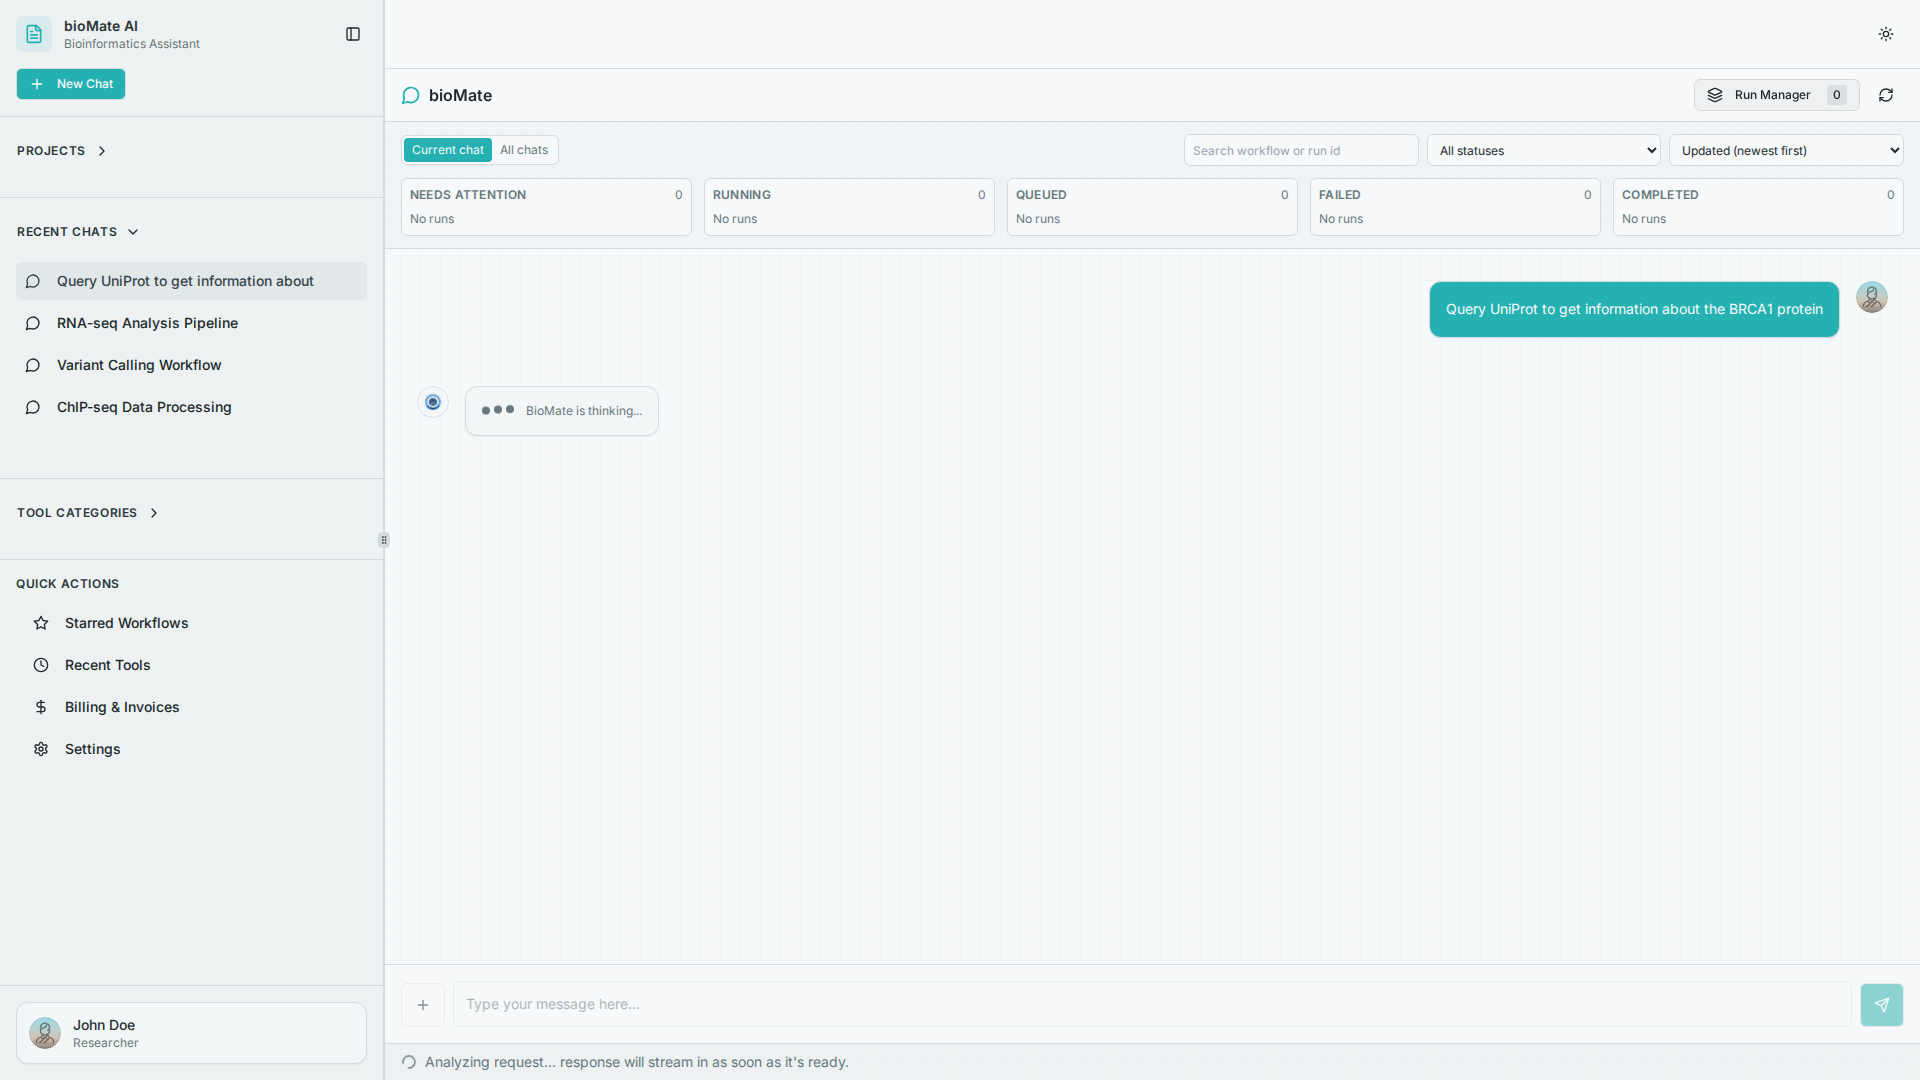 bioMate AI
Bioinformatics Assistant
New Chat
PROJECTS
RECENT CHATS
Query UniProt to get information about
RNA-seq Analysis Pipeline
Variant Calling Workflow
ChIP-seq Data Processing
TOOL CATEGORIES
QUICK ACTIONS
Starred Workflows
Recent Tools
Billing & Invoices
Settings
John Doe
Researcher
bioMate
Run Manager 0
Current chat All chats
Search workflow or run id
All statuses
Updated (newest first)
NEEDS ATTENTION 0
No runs
RUNNING 0
No runs
QUEUED 0
No runs
FAILED 0
No runs
COMPLETED 0
No runs
Query UniProt to get information about the BRCA1 protein
BioMate is thinking...
Type your message here...
Analyzing request... response will stream in as soon as it's ready.